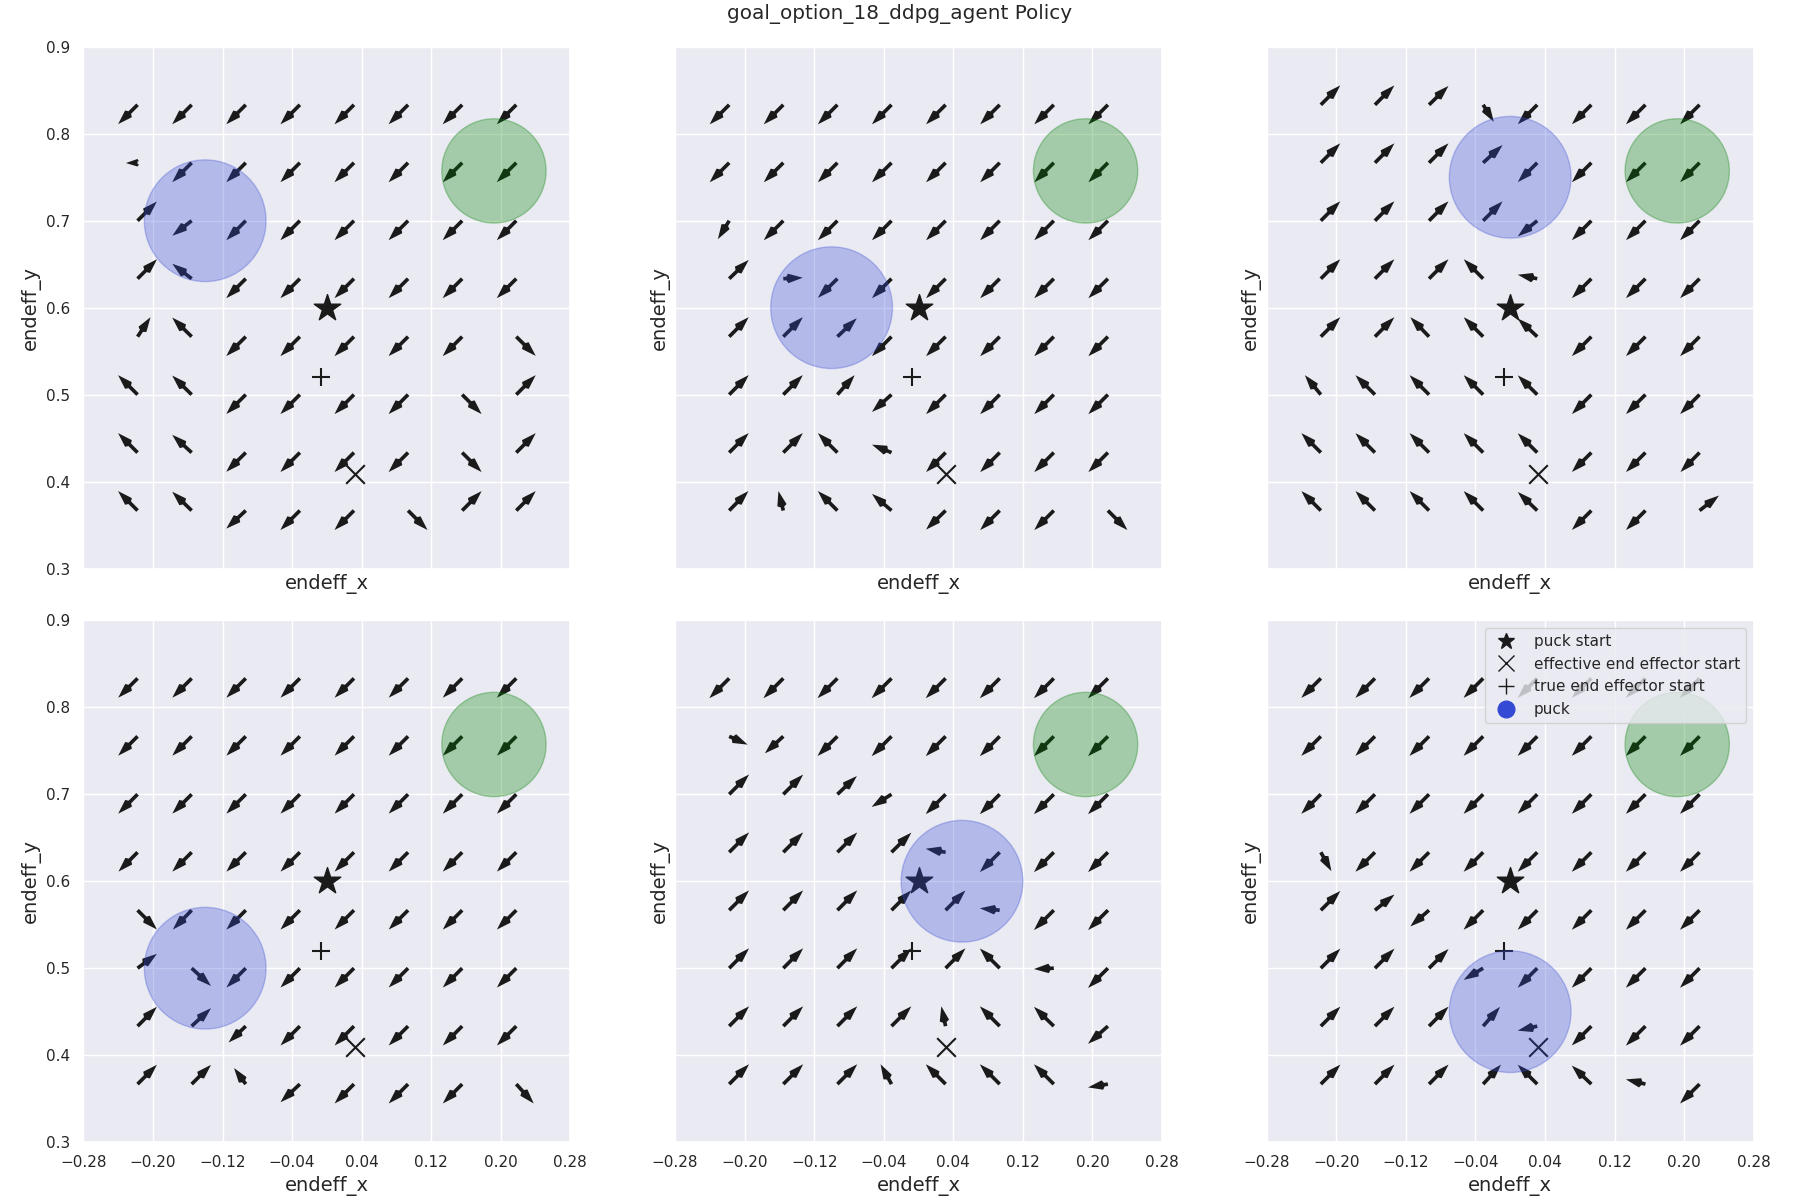 goal_option_18_ddpg_agent Policy
0.9
0.8
0.7
0.6
0.5
0.4
0.3
endeff_y
endeff_x
endeff_y
endeff_x
endeff_y
endeff_x
0.9
0.8
0.7
0.6
0.5
0.4
0.3
endeff_y
−0.28 −0.20 −0.12 −0.04 0.04 0.12 0.20 0.28
endeff_x
endeff_y
−0.28 −0.20 −0.12 −0.04 0.04 0.12 0.20 0.28
endeff_x
puck start
effective end effector start
true end effector start
puck
endeff_y
−0.28 −0.20 −0.12 −0.04 0.04 0.12 0.20 0.28
endeff_x